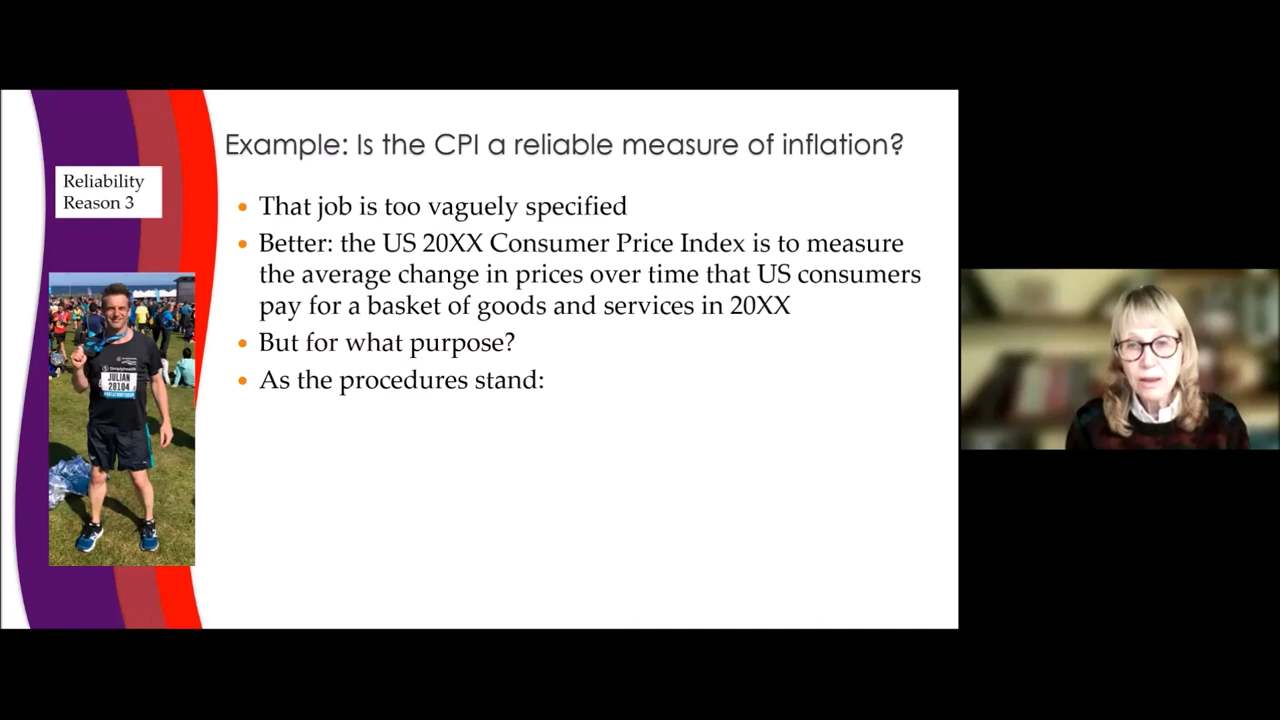 Example: Is the CPI a reliable measure of inflation?
Reliability
Reason 3
• That job is too vaguely specified
• Better: the US 20XX Consumer Price Index is to measure
the average change in prices over time that US consumers
pay for a basket of goods and services in 20XX
• But for what purpose?
• As the procedures stand:
JULIAN
28104